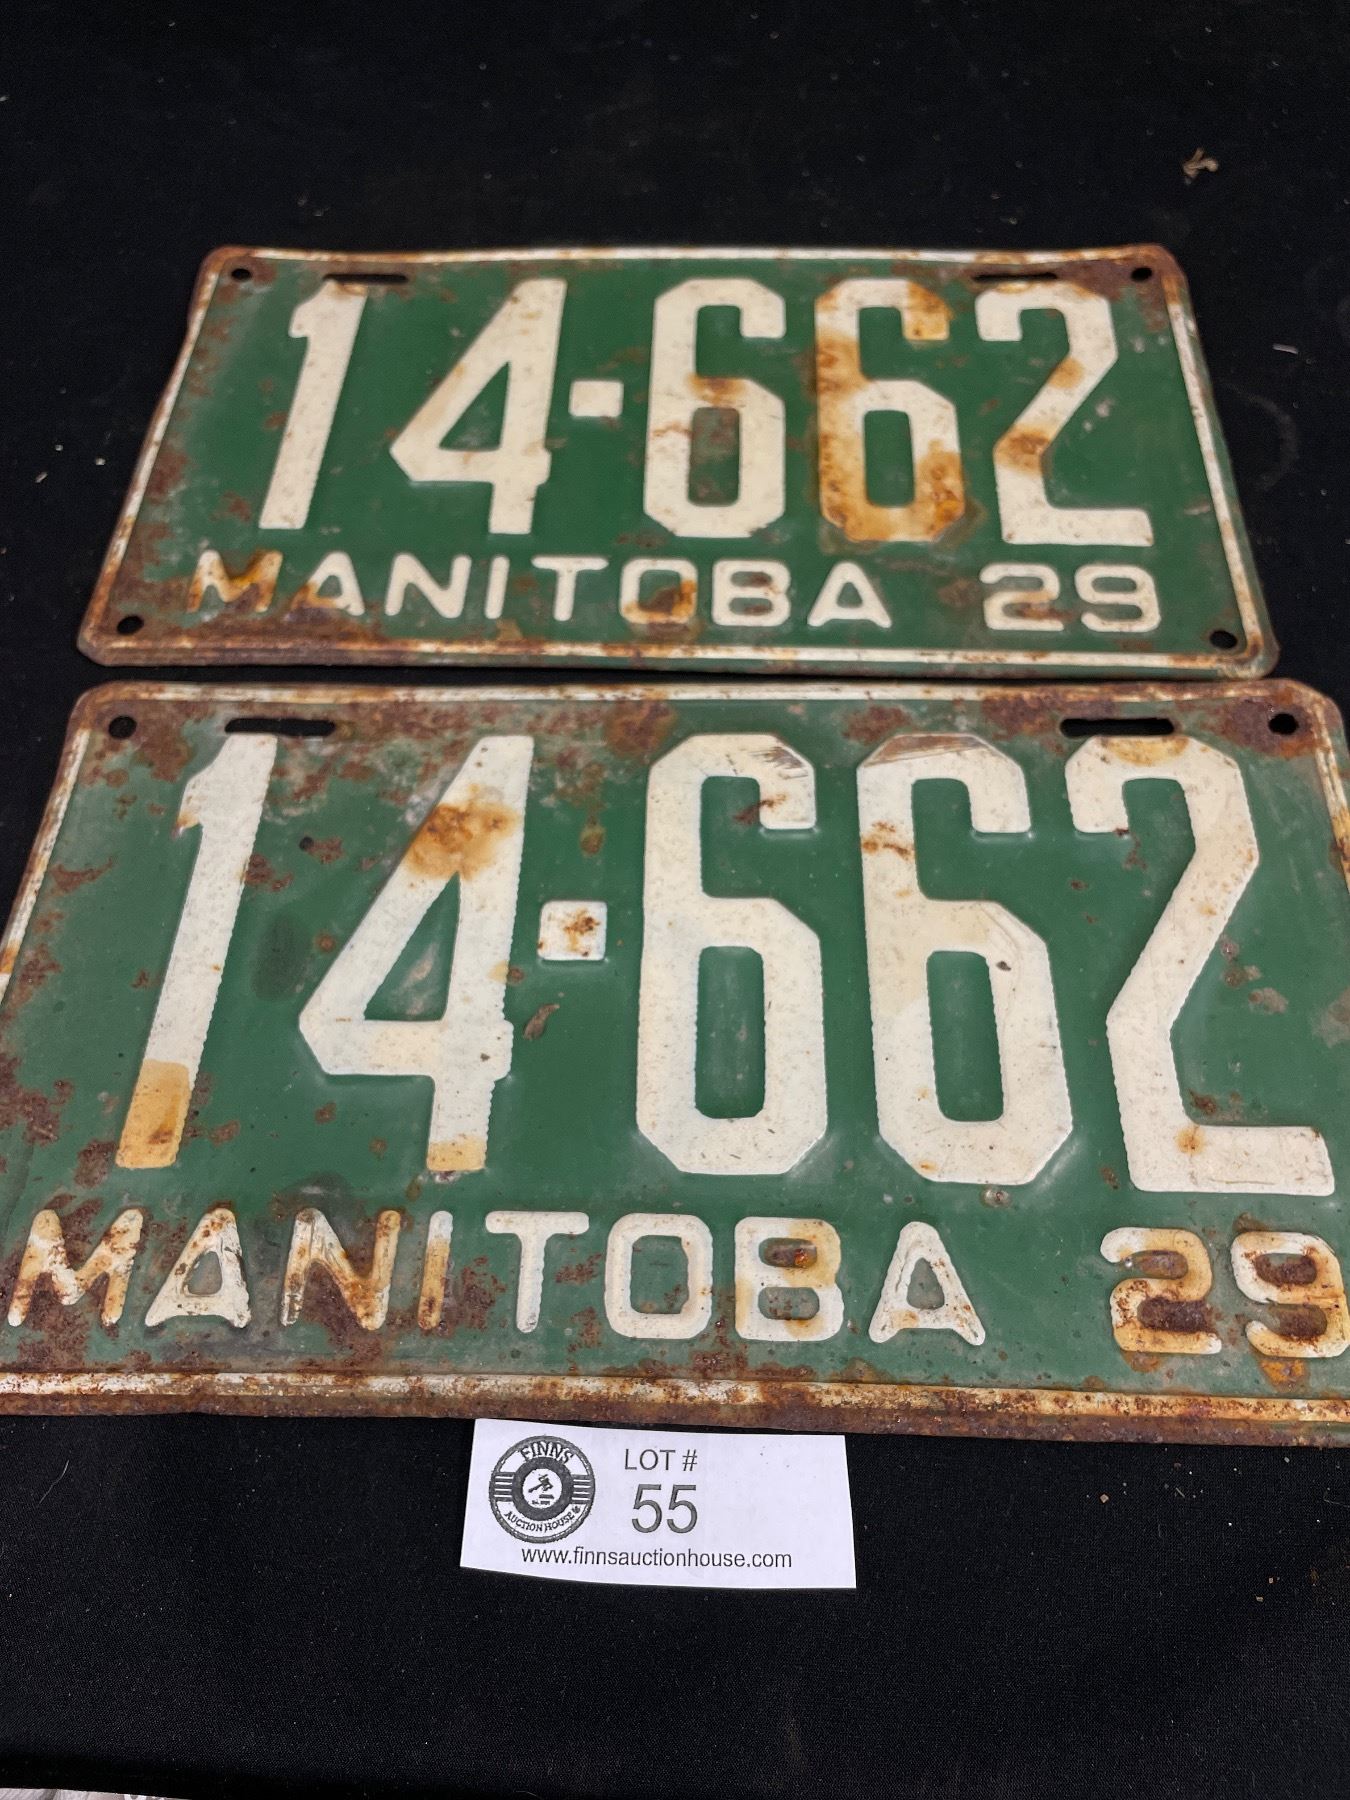 14-662
MANITOBA 29
14-662
MANITOBA 29
FINNS
AUCTION HOUSE
LOT #
55
www.finnsauctionhouse.com